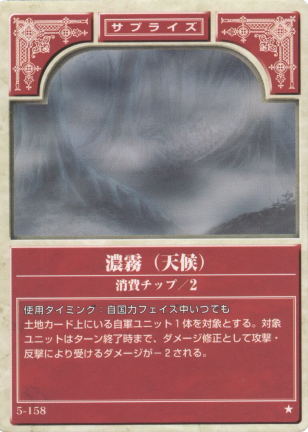 サプライズ
濃霧（天候）
消費チップ／2
使用タイミング：自国力フェイス中いつでも
土地カード上にいる自軍ユニット1体を対象とする。対象
ユニットはターン終了時まで、ダメージ修正として攻撃・
反撃により受けるダメージが－2される。
5-158
★